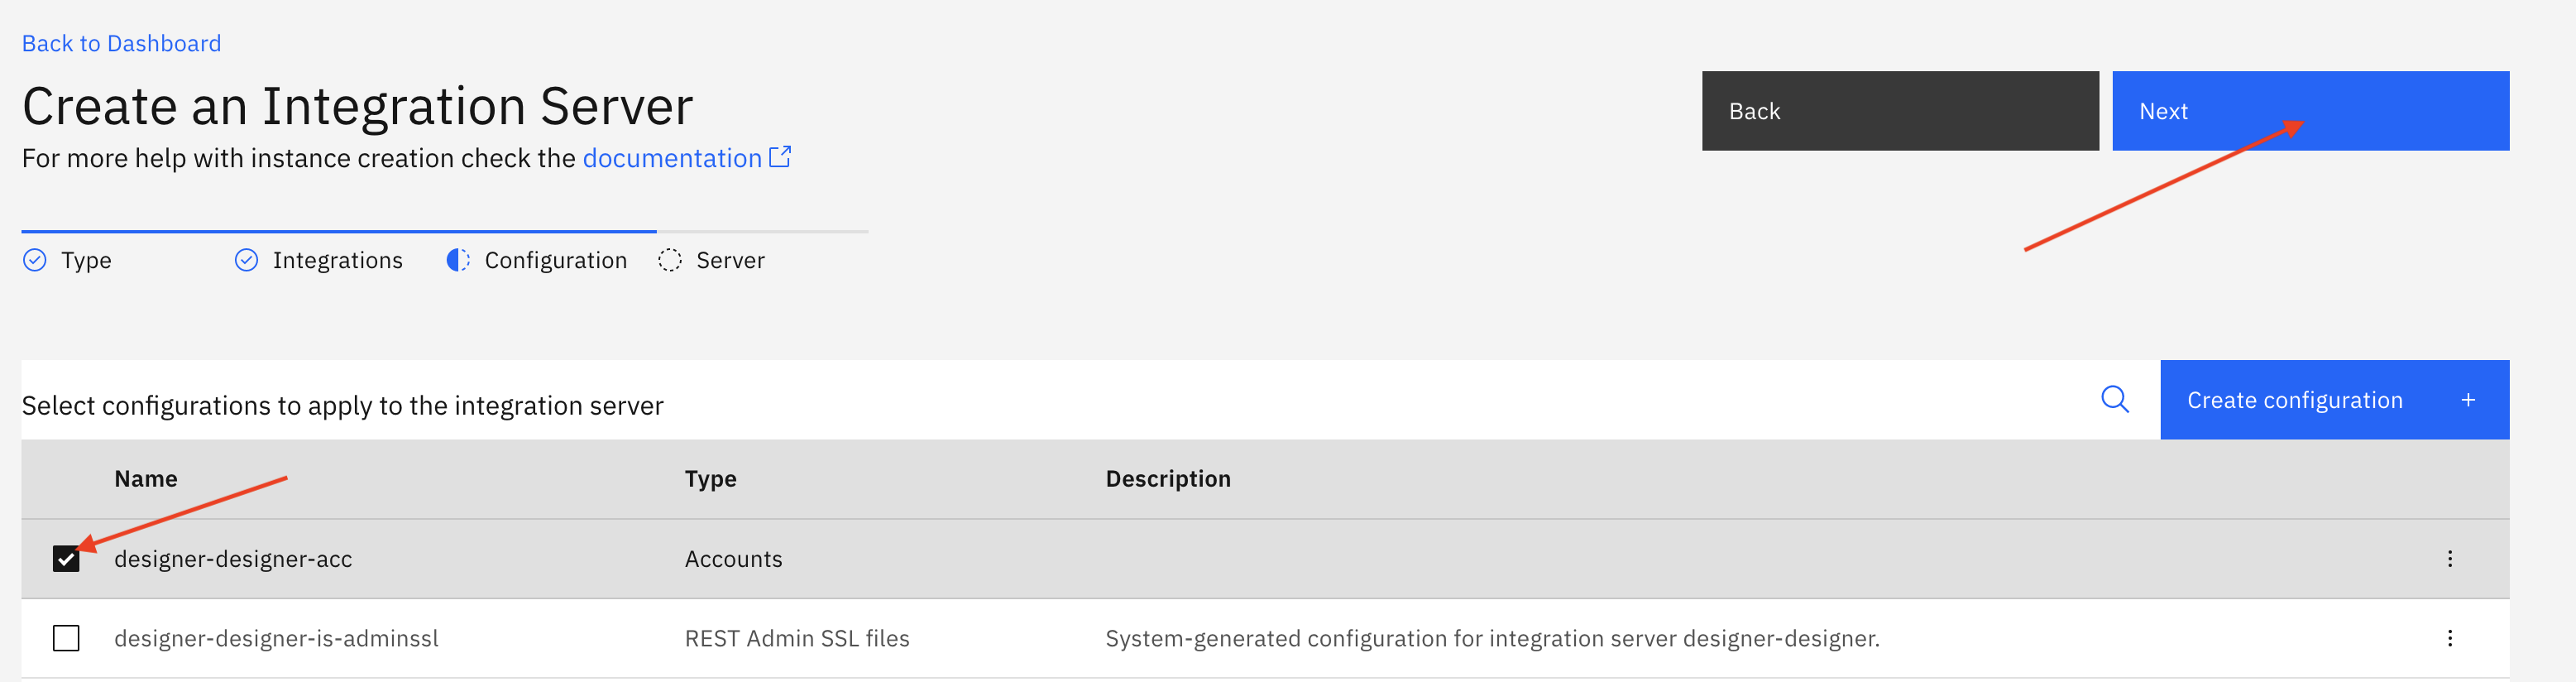 Back to Dashboard
Create an Integration Server
For more help with instance creation check the documentation
Back
Next
Type
Integrations
Configuration
Server
Select configurations to apply to the integration server
Create configuration +
Name Type Description
designer-designer-acc Accounts
designer-designer-is-adminssl REST Admin SSL files System-generated configuration for integration server designer-designer.